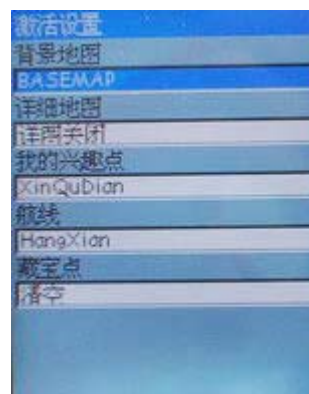 激活设置
背景地图
BASEMAP
详细地图
详图关闭
我的兴趣点
XinQuDian
航线
HangXian
藏宝点
清空